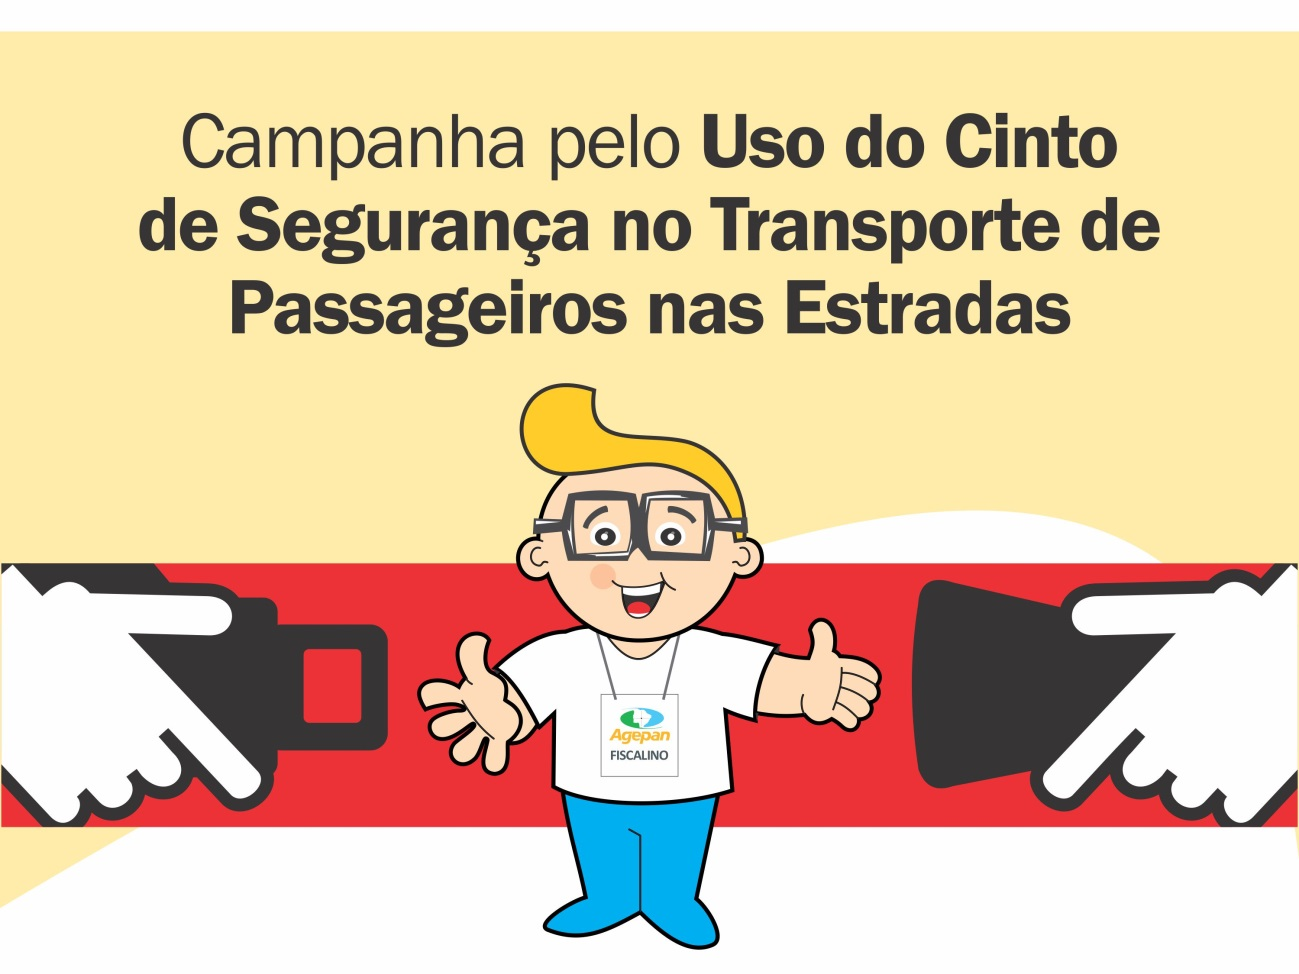 Campanha pelo Uso do Cinto
de Segurança no Transporte de
Passageiros nas Estradas
Agepan
FISCALINO